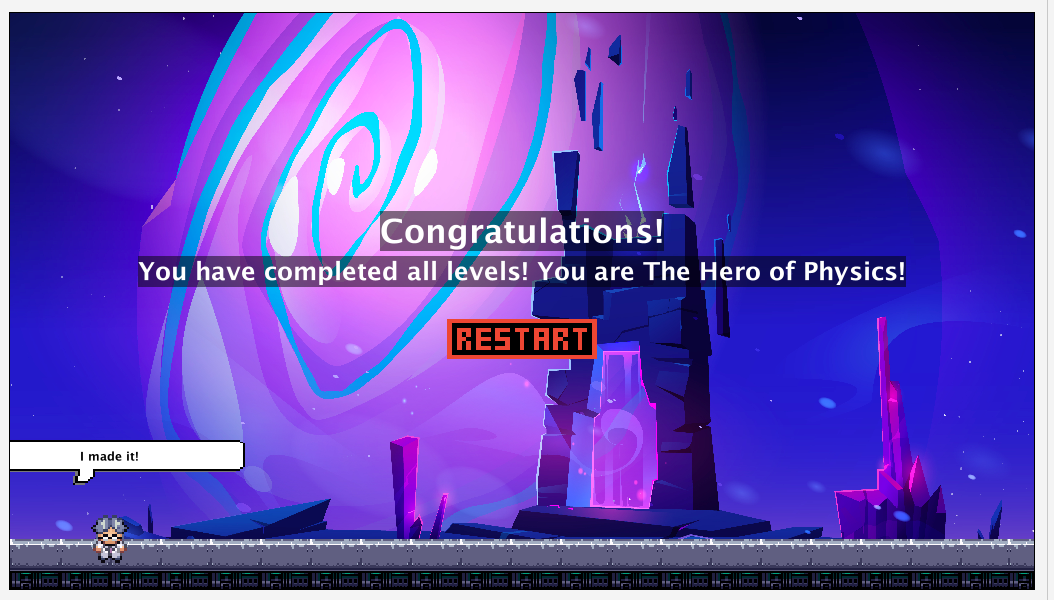 Congratulations!
You have completed all levels! You are The Hero of Physics!
RESTART
I made it!